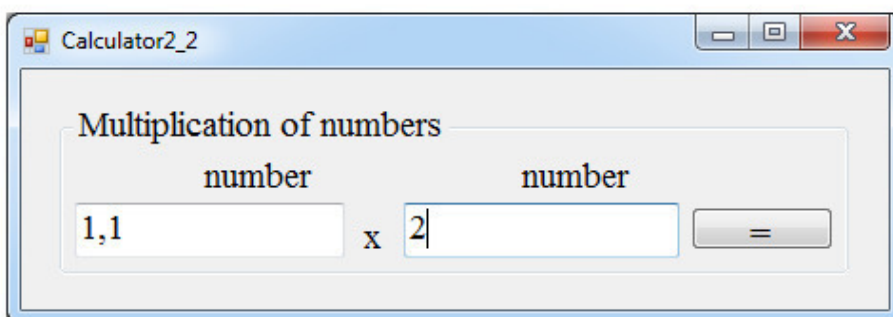 Calculator2_2
Multiplication of numbers
number number
1,1 x 2 =